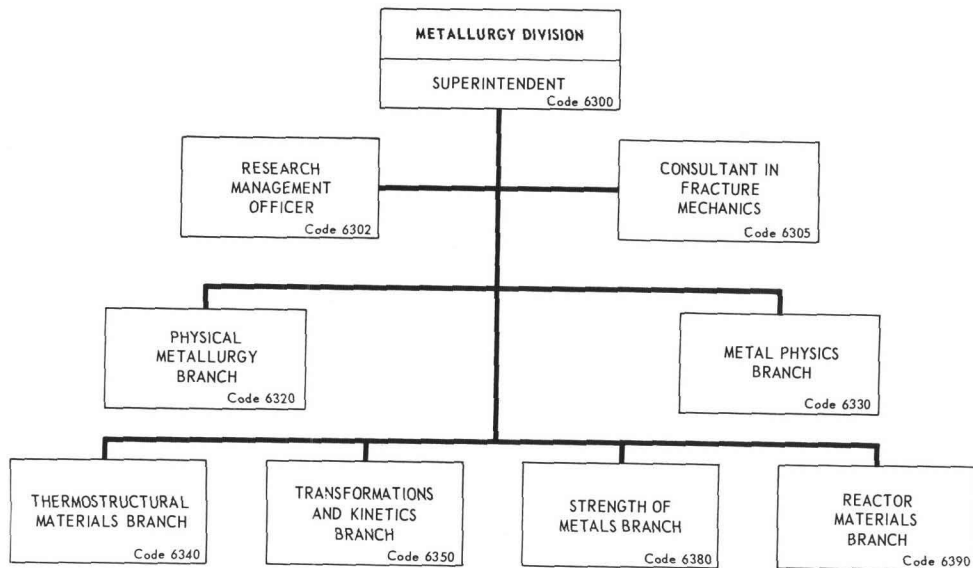 METALLURGY DIVISION
SUPERINTENDENT
Code 6300
RESEARCH
MANAGEMENT
OFFICER
Code 6302
CONSULTANT IN
FRACTURE
MECHANICS
Code 6305
PHYSICAL
METALLURGY
BRANCH
Code 6320
METAL PHYSICS
BRANCH
Code 6330
THERMOSTRUCTURAL
MATERIALS BRANCH
Code 6340
TRANSFORMATIONS
AND KINETICS
BRANCH
Code 6350
STRENGTH OF
METALS BRANCH
Code 6380
REACTOR
MATERIALS
BRANCH
Code 6390